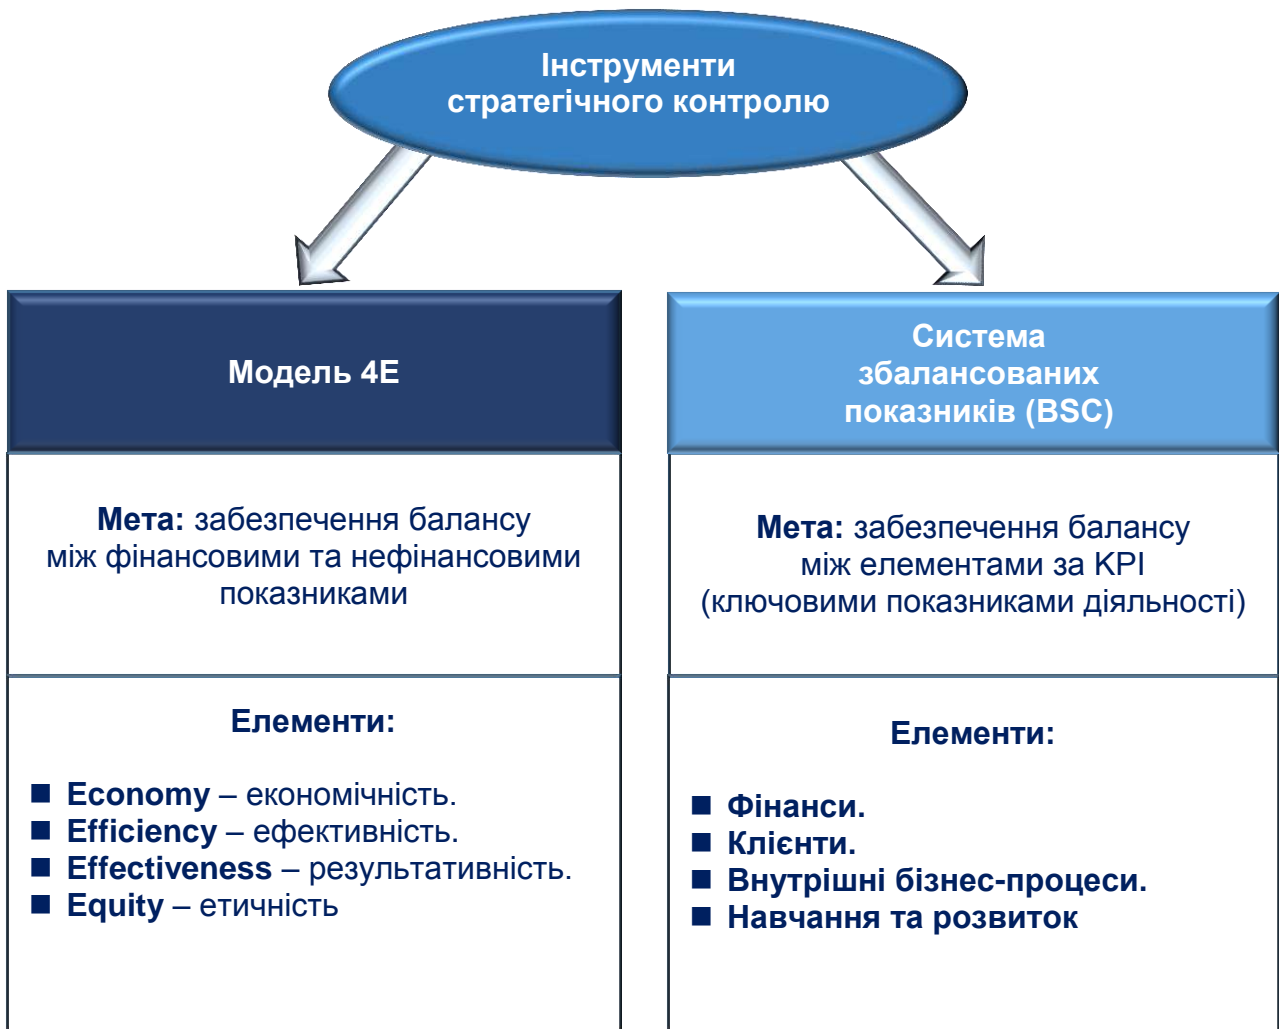 Інструменти
стратегічного контролю
Модель 4Е
Мета: забезпечення балансу
між фінансовими та нефінансовими
показниками
Елементи:
■ Economy – економічність.
■ Efficiency – ефективність.
■ Effectiveness – результативність.
■ Equity – етичність
Система
збалансованих
показників (BSC)
Мета: забезпечення балансу
між елементами за KPI
(ключовими показниками діяльності)
Елементи:
■ Фінанси.
■ Клієнти.
■ Внутрішні бізнес-процеси.
■ Навчання та розвиток